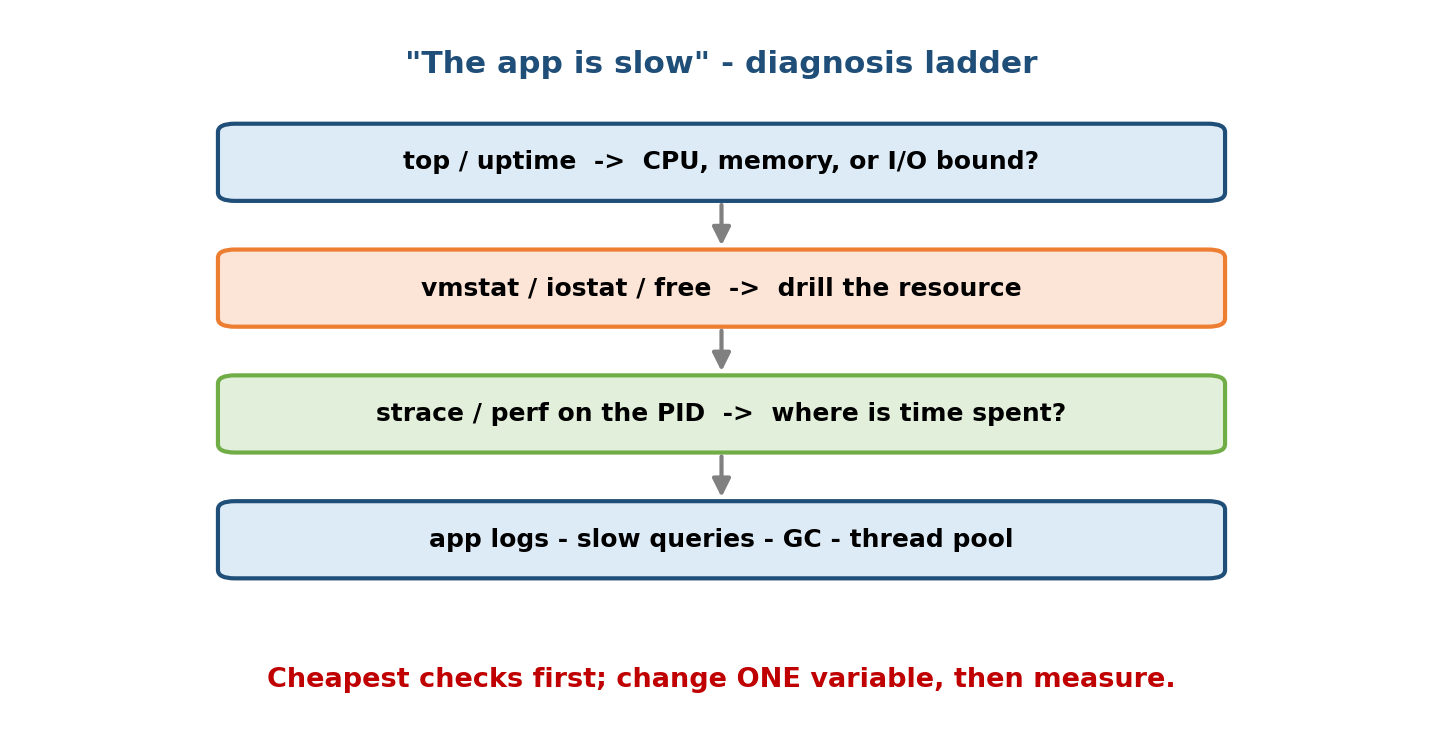 "The app is slow" - diagnosis ladder
top / uptime  ->  CPU, memory, or I/O bound?
vmstat / iostat / free  ->  drill the resource
strace / perf on the PID  ->  where is time spent?
app logs - slow queries - GC - thread pool
Cheapest checks first; change ONE variable, then measure.